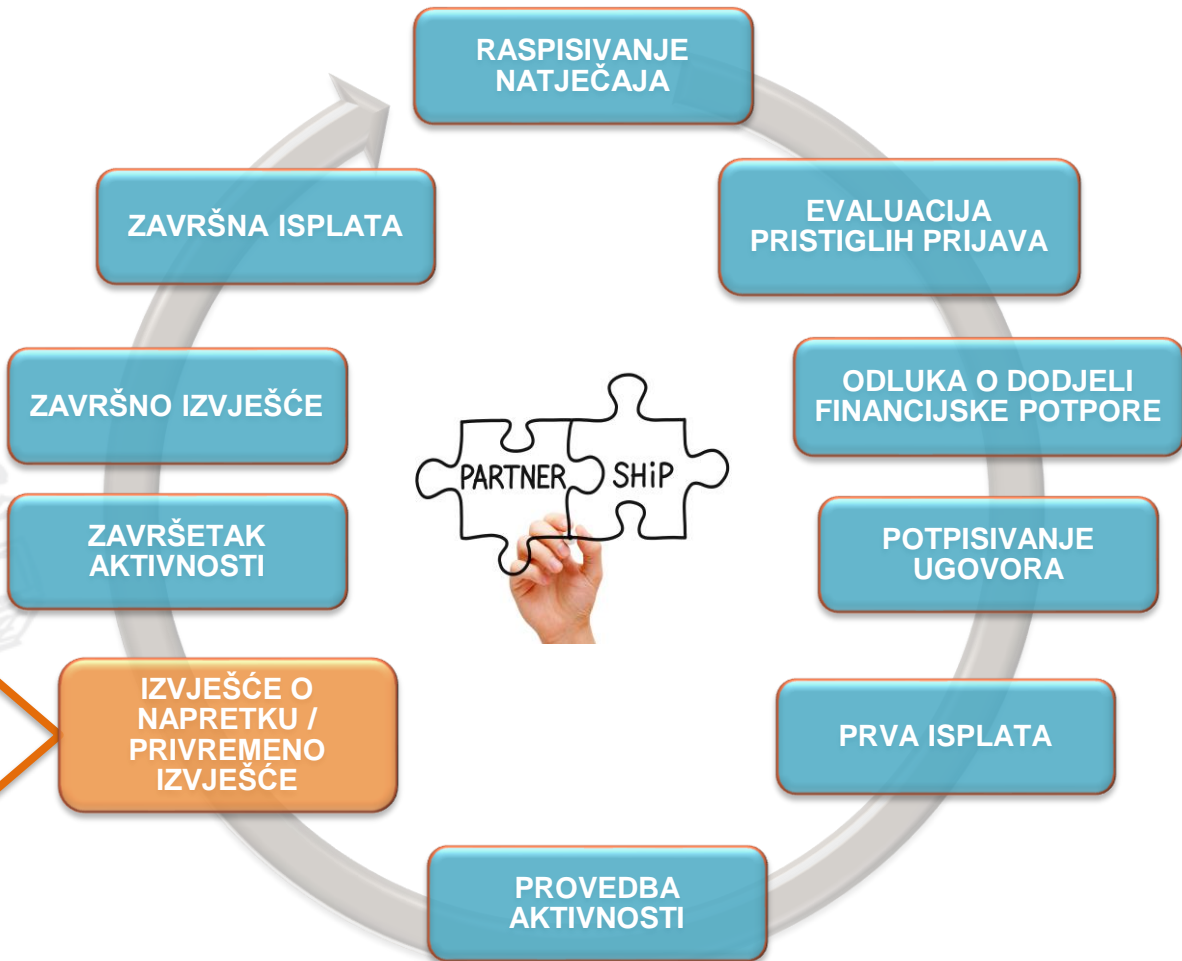 RASPISIVANJE
NATJEČAJA
EVALUACIJA
PRISTIGLIH PRIJAVA
ODLUKA O DODJELI
FINANCIJSKE POTPORE
POTPISIVANJE
UGOVORA
PRVA ISPLATA
PROVEDBA
AKTIVNOSTI
IZVJEŠĆE O
NAPRETKU /
PRIVREMENO
IZVJEŠĆE
ZAVRŠETAK
AKTIVNOSTI
ZAVRŠNO IZVJEŠĆE
ZAVRŠNA ISPLATA
PARTNER SHiP